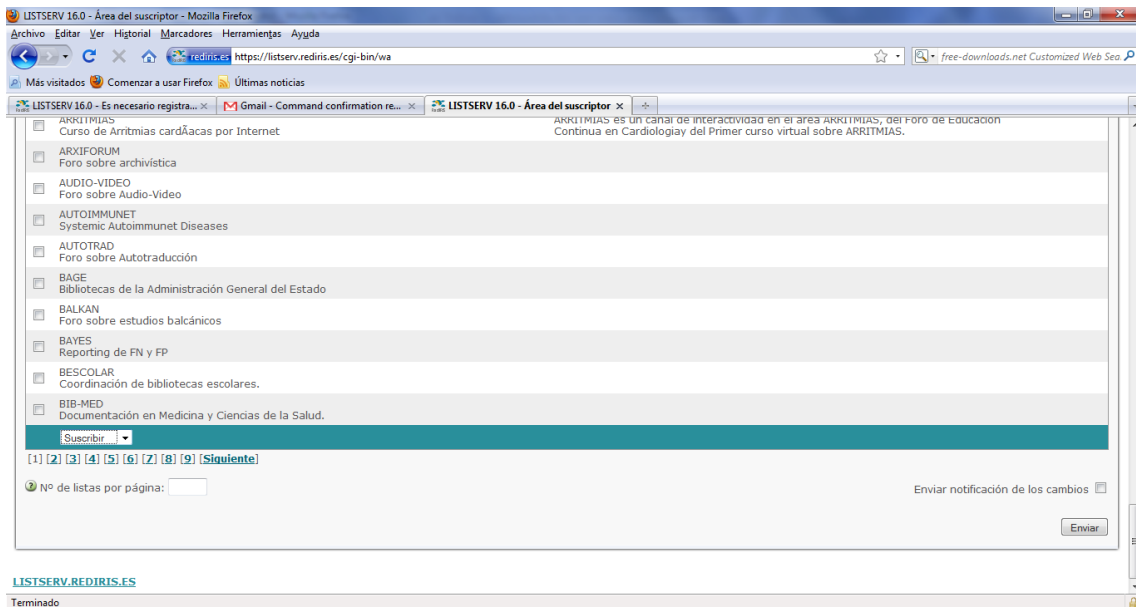 LISTSERV 16.0 - Área del suscriptor - Mozilla Firefox
Archivo Editar Ver Historial Marcadores Herramientas Ayuda
rediris.es https://listserv.rediris.es/cgi-bin/wa
free-downloads.net Customized Web Sea
Más visitados Comenzar a usar Firefox Últimas noticias
LISTSERV 16.0 - Es necesario registra... Gmail - Command confirmation re... LISTSERV 16.0 - Área del suscriptor
ARRITMIAS ARRITMIAS es un canal de interactividad en el área ARRITMIAS, del Foro de Educación
Curso de Arritmias cardÃ­acas por Internet Continua en Cardiologiay del Primer curso virtual sobre ARRITMIAS.
ARXIFORUM
Foro sobre archivística
AUDIO-VIDEO
Foro sobre Audio-Video
AUTOIMMUNET
Systemic Autoimmunet Diseases
AUTOTRAD
Foro sobre Autotraducción
BAGE
Bibliotecas de la Administración General del Estado
BALKAN
Foro sobre estudios balcánicos
BAYES
Reporting de FN y FP
BESCOLAR
Coordinación de bibliotecas escolares.
BIB-MED
Documentación en Medicina y Ciencias de la Salud.
Suscribir
[1] [2] [3] [4] [5] [6] [7] [8] [9] [Siguiente]
Nº de listas por página: Enviar notificación de los cambios
Enviar
LISTSERV.REDIRIS.ES
Terminado